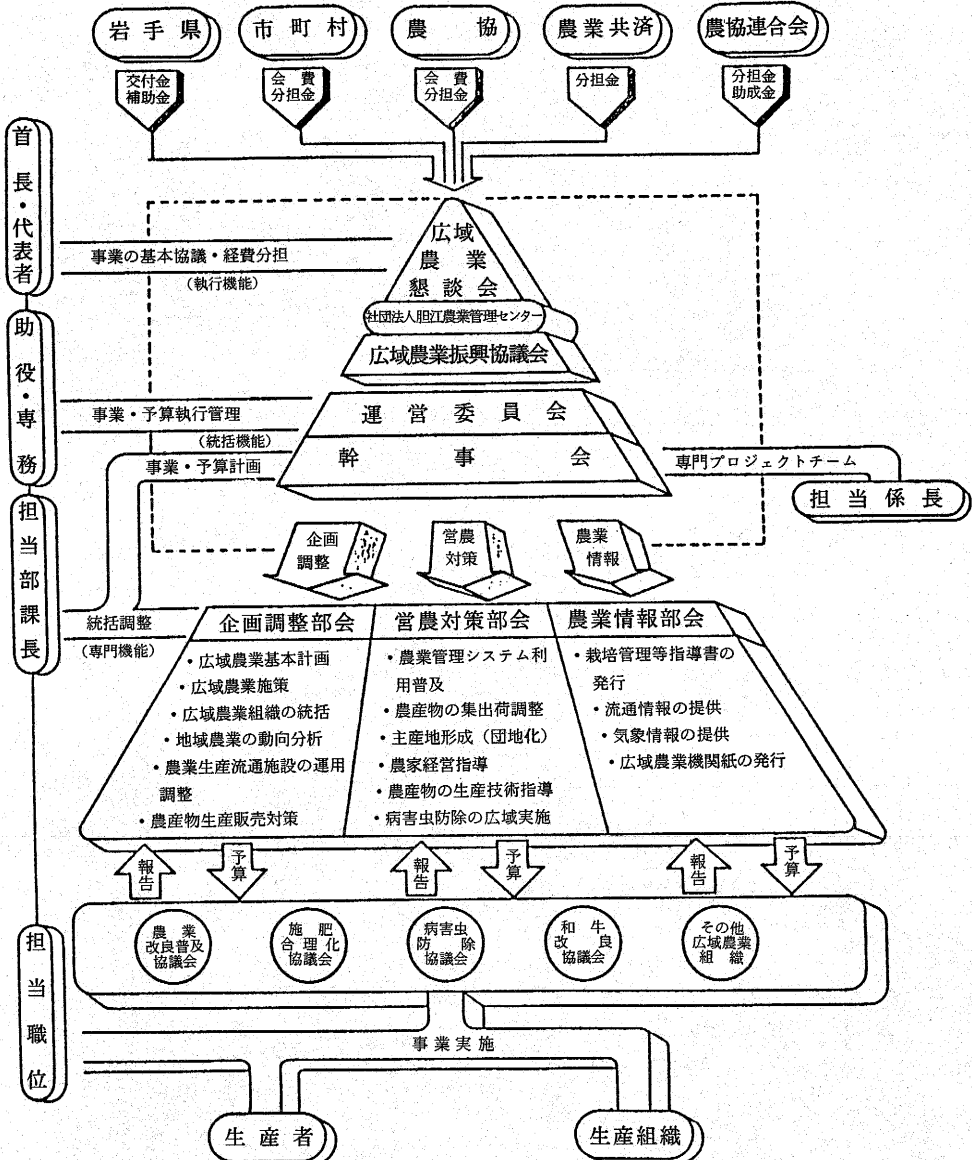 岩手県
市町村
農協
農業共済
農協連合会
交付金
補助金
会費
分担金
会費
分担金
分担金
分担金
助成金
首長・代表者
広域
農業
懇談会
事業の基本協議・経費分担
(執行機能)
社団法人胆江農業管理センター
広域農業振興協議会
助役・専務
運営委員会
事業・予算執行管理
(統括機能)
幹事会
事業・予算計画
専門プロジェクトチーム
担当係長
担当部課長
企画
調整
営農
対策
農業
情報
統括調整
(専門機能)
企画調整部会
・広域農業基本計画
・広域農業施策
・広域農業組織の統括
・地域農業の動向分析
・農業生産流通施設の運用
調整
・農産物生産販売対策
営農対策部会
・農業管理システム利
用普及
・農産物の集出荷調整
・主産地形成(団地化)
・農家経営指導
・農産物の生産技術指導
・病害虫防除の広域実施
農業情報部会
・栽培管理等指導書の
発行
・流通情報の提供
・気象情報の提供
・広域農業機関紙の発行
報告
予算
報告
予算
報告
予算
担当職位
農業
改良普及
協議会
施肥
合理化
協議会
病害虫
防除
協議会
和牛
改良
協議会
その他
広域農業
組織
事業実施
生産者
生産組織